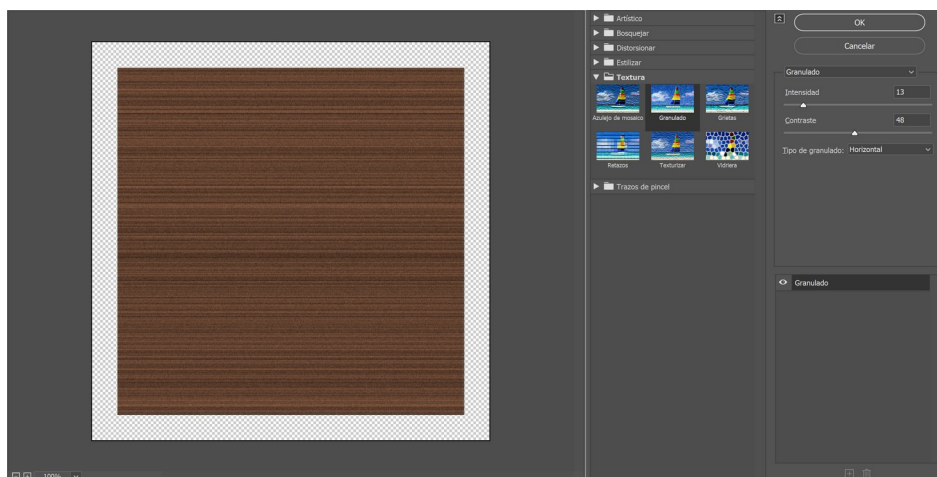 Artístico
Bosquejar
Distorsionar
Estilizar
Textura
Azulejo de mosaico Granulado Grietas
Retazos Texturizar Vidriera
Trazos de pincel
OK
Cancelar
Granulado
Intensidad 13
Contraste 48
Tipo de granulado: Horizontal
Granulado
100%